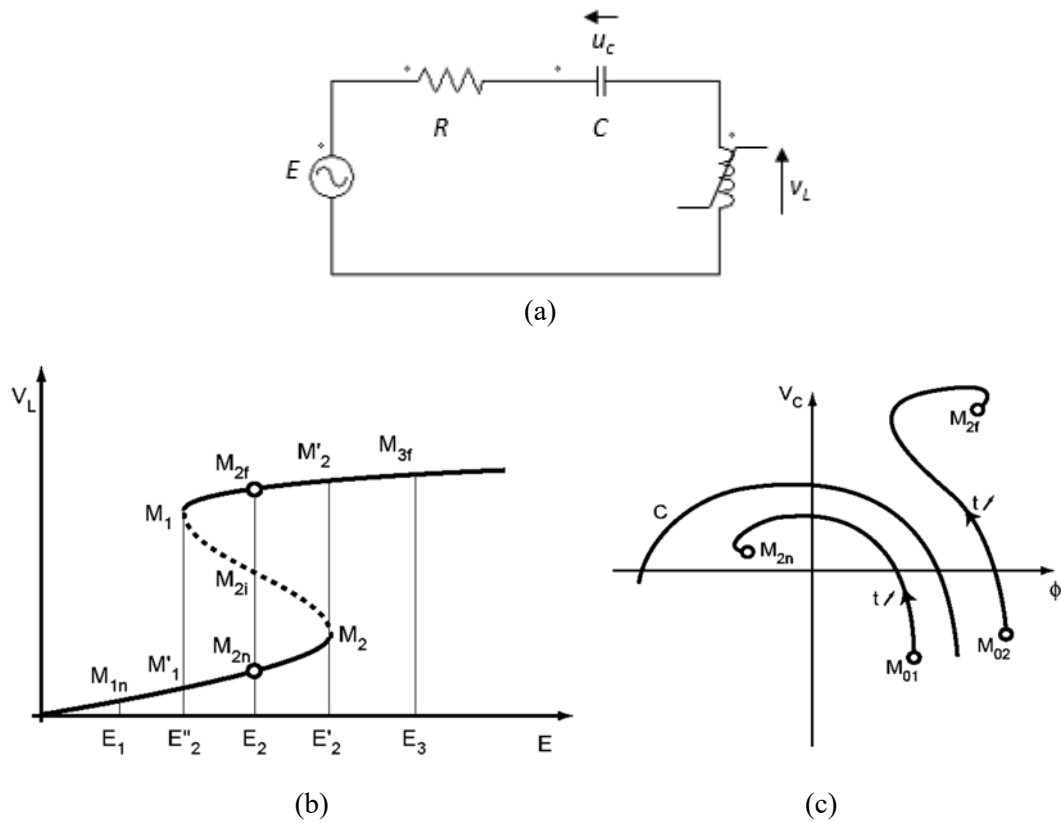 u_c
R
C
E
v_L
(a)
V_L
M_1
M_2f
M'_2
M_3f
M_2i
M_2
M_1n
M'_1
M_2n
E_1
E"_2
E_2
E'_2
E_3
E
(b)
V_C
M_2f
C
t
M_2n
ϕ
t
M_01
M_02
(c)